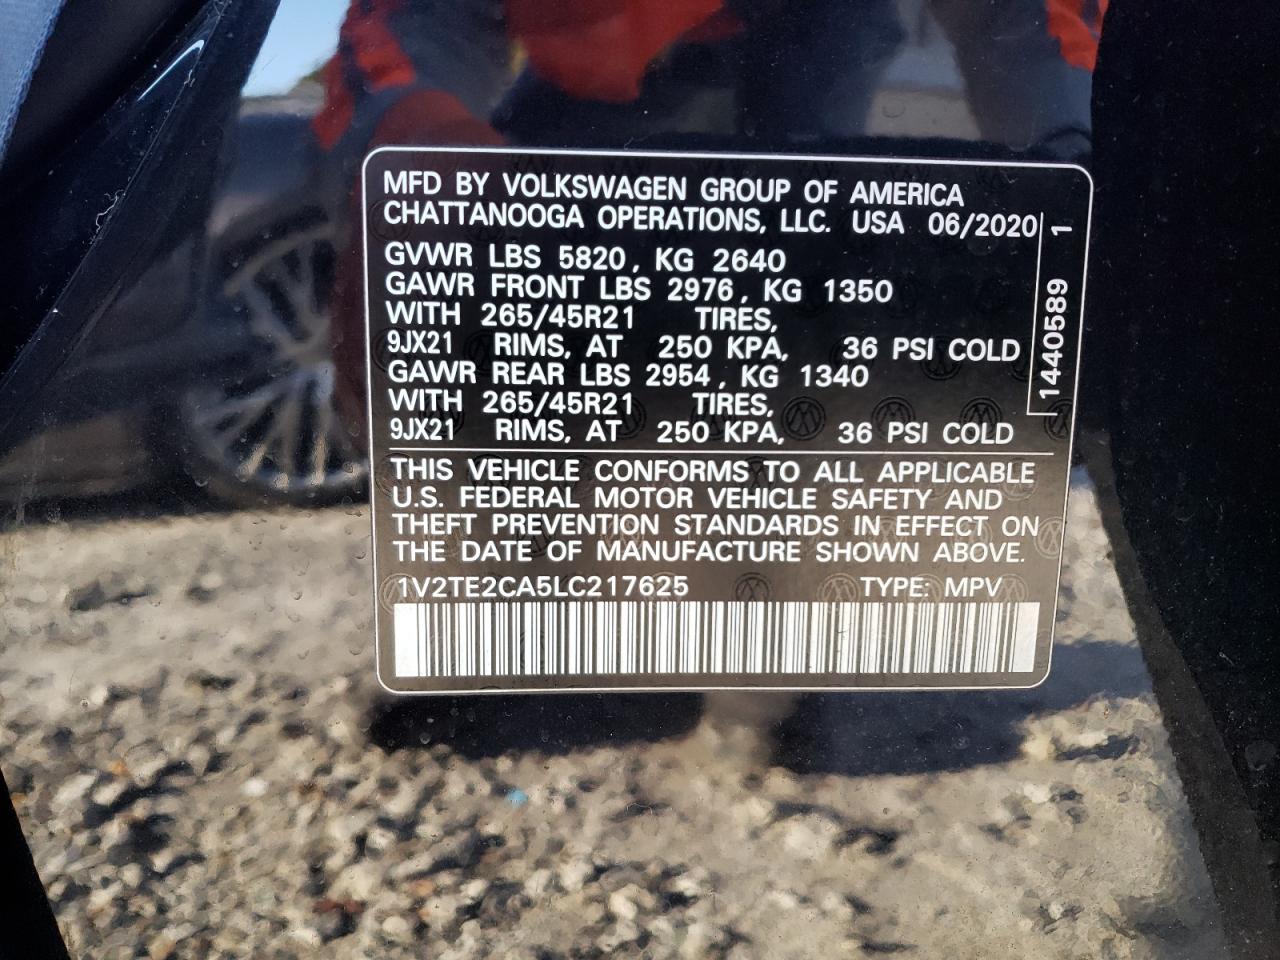 MFD BY VOLKSWAGEN GROUP OF AMERICA
CHATTANOOGA OPERATIONS, LLC. USA 06/2020
GVWR LBS 5820, KG 2640
GAWR FRONT LBS 2976, KG 1350
WITH 265/45R21 TIRES,
9JX21 RIMS, AT 250 KPA, 36 PSI COLD
GAWR REAR LBS 2954, KG 1340
WITH 265/45R21 TIRES,
9JX21 RIMS, AT 250 KPA, 36 PSI COLD
1440589 1
THIS VEHICLE CONFORMS TO ALL APPLICABLE
U.S. FEDERAL MOTOR VEHICLE SAFETY AND
THEFT PREVENTION STANDARDS IN EFFECT ON
THE DATE OF MANUFACTURE SHOWN ABOVE.
1V2TE2CA5LC217625 TYPE: MPV